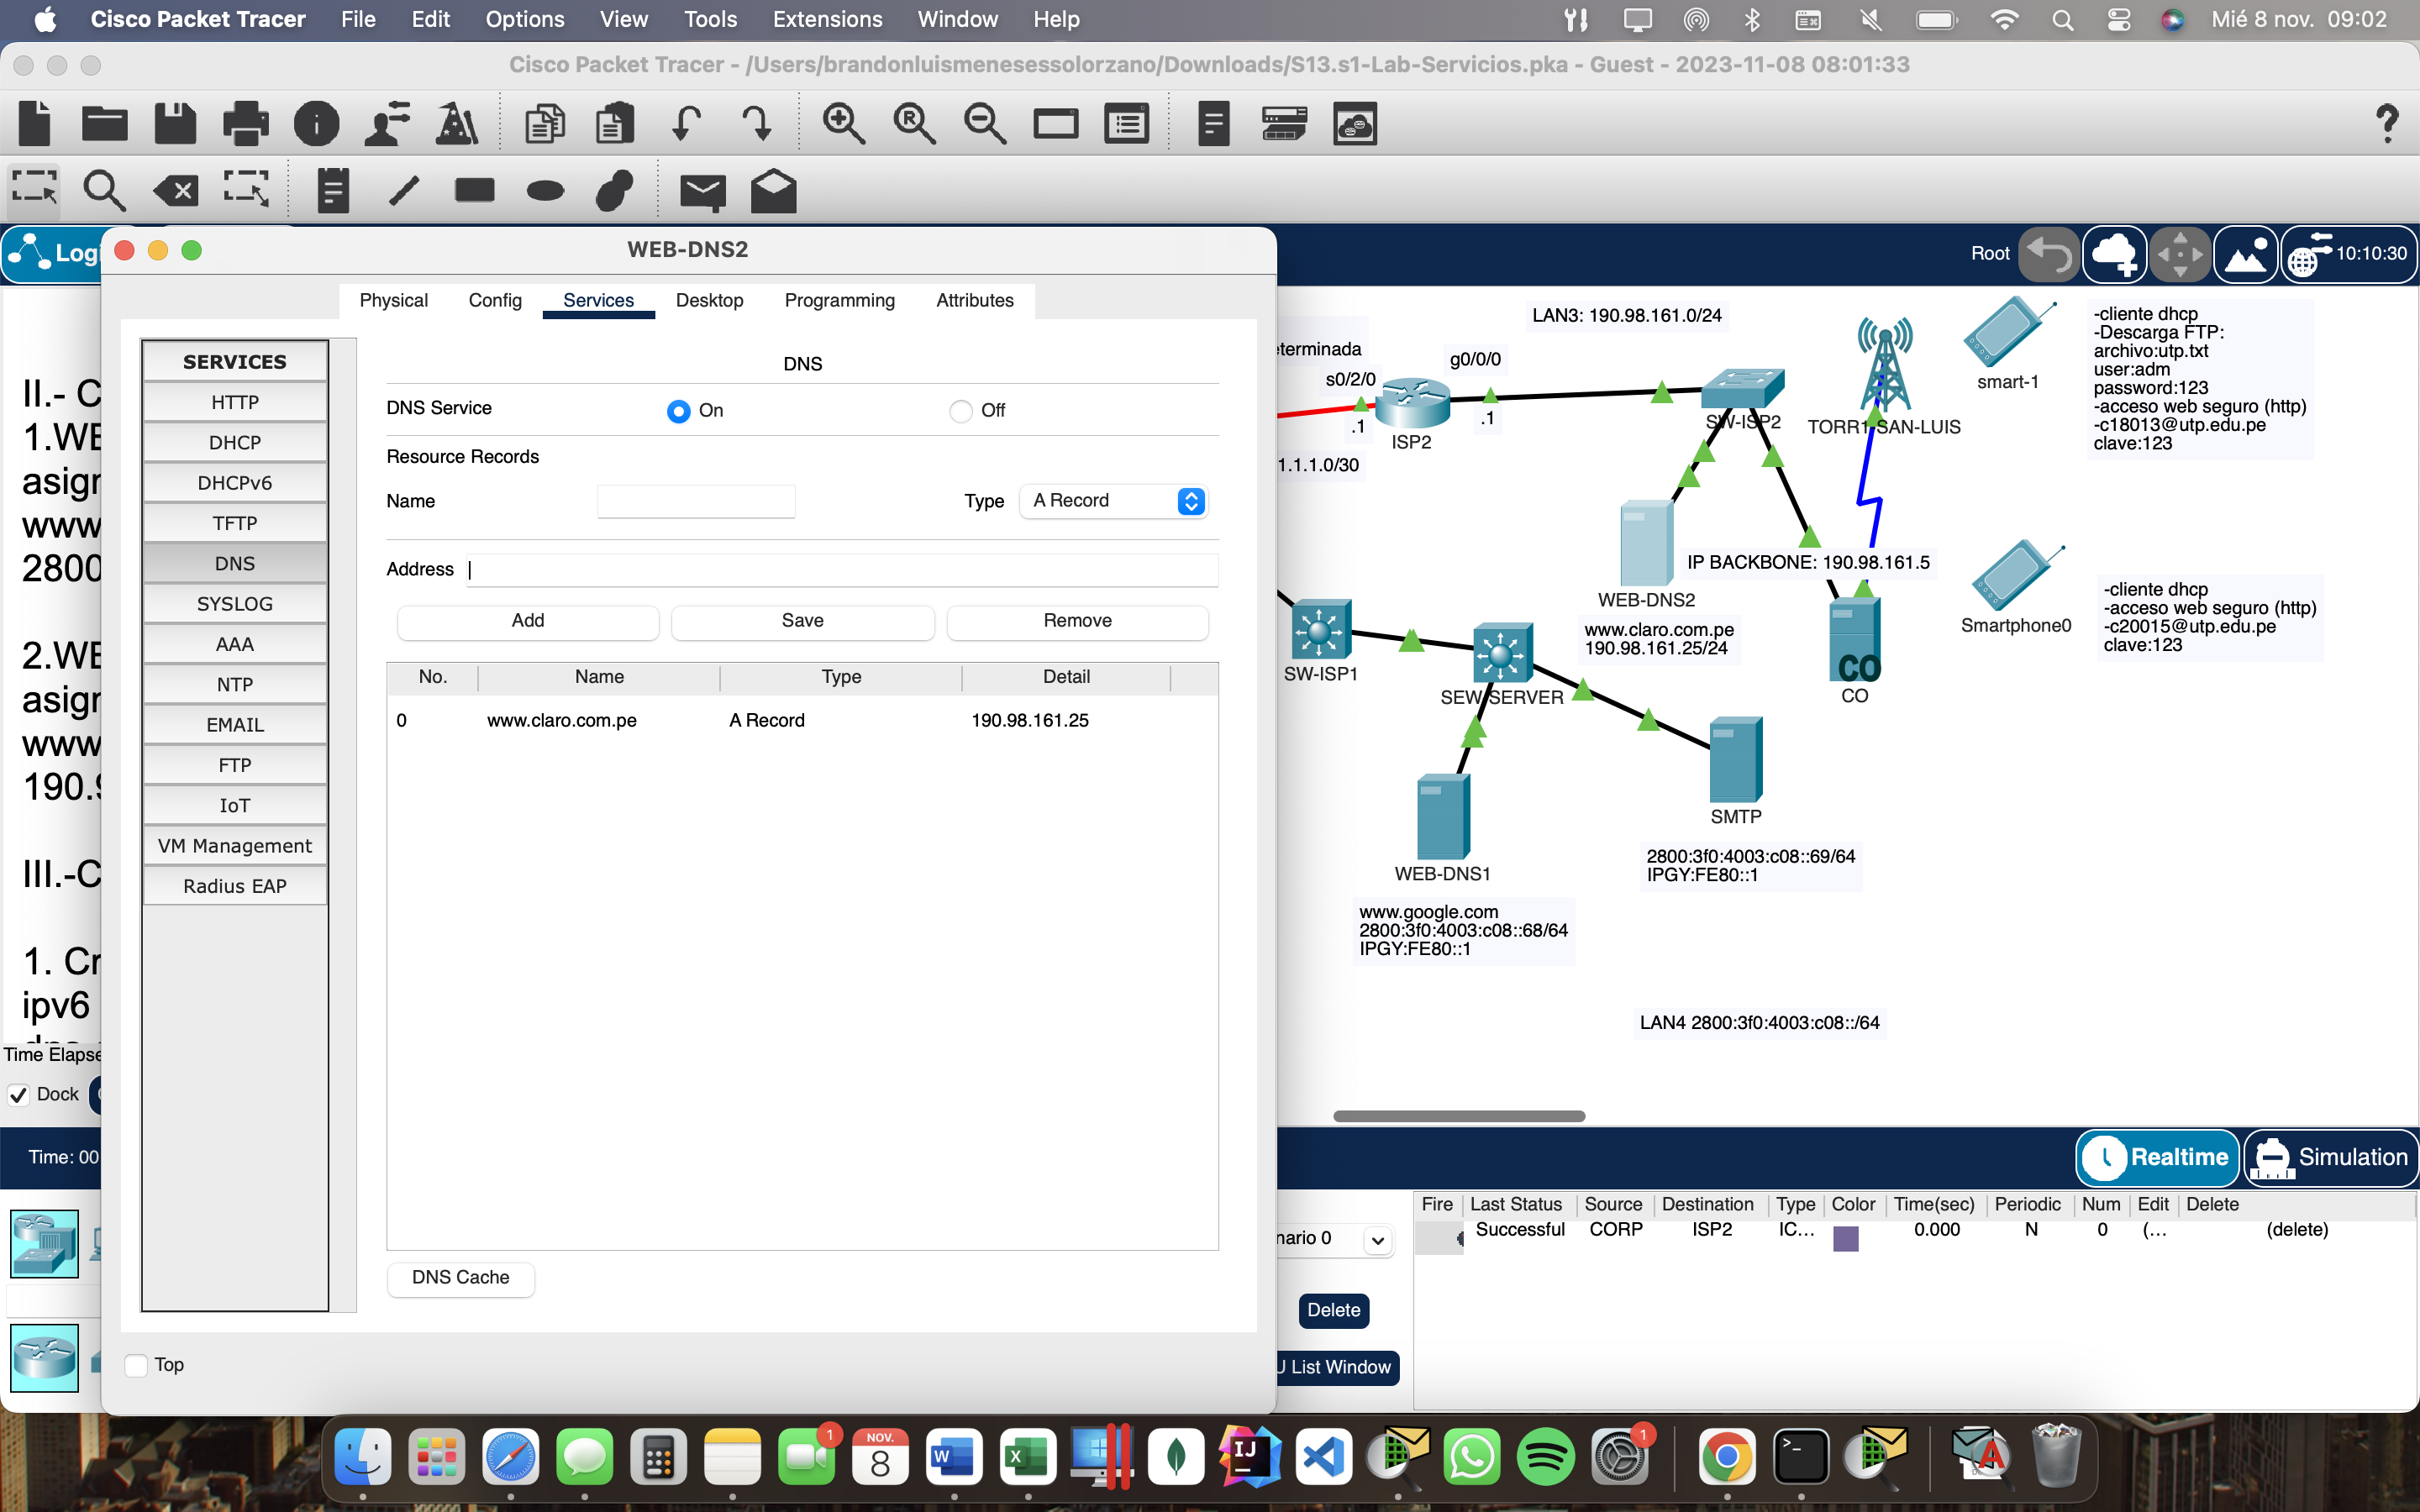 Cisco Packet Tracer File Edit Options View Tools Extensions Window Help Mié 8 nov. 09:02
Cisco Packet Tracer - /Users/brandonluismenesessolorzano/Downloads/S13.s1-Lab-Servicios.pka - Guest - 2023-11-08 08:01:33
Logi
Root
10:10:30
WEB-DNS2
Physical Config Services Desktop Programming Attributes
SERVICES
HTTP
DHCP
DHCPv6
TFTP
DNS
SYSLOG
AAA
NTP
EMAIL
FTP
IoT
VM Management
Radius EAP
DNS
DNS Service On Off
Resource Records
Name Type A Record
Address
Add Save Remove
No. Name Type Detail
0 www.claro.com.pe A Record 190.98.161.25
DNS Cache
Top
II.- C
1.WE
asigr
www
2800
2.WE
asigr
www
190.9
III.-C
1. Cr
ipv6
Time Elapse
Dock
Time: 00
eterminada
s0/2/0
g0/0/0
.1
.1
ISP2
1.1.1.0/30
LAN3: 190.98.161.0/24
SW-ISP2
TORR1-SAN-LUIS
smart-1
-cliente dhcp
-Descarga FTP:
archivo:utp.txt
user:adm
password:123
-acceso web seguro (http)
-c18013@utp.edu.pe
clave:123
IP BACKBONE: 190.98.161.5
WEB-DNS2
www.claro.com.pe
190.98.161.25/24
Smartphone0
-cliente dhcp
-acceso web seguro (http)
-c20015@utp.edu.pe
clave:123
CO
CO
SW-ISP1
SEW-SERVER
SMTP
2800:3f0:4003:c08::69/64
IPGY:FE80::1
WEB-DNS1
www.google.com
2800:3f0:4003:c08::68/64
IPGY:FE80::1
LAN4 2800:3f0:4003:c08::/64
Realtime Simulation
nario 0
Delete
List Window
Fire Last Status Source Destination Type Color Time(sec) Periodic Num Edit Delete
Successful CORP ISP2 IC... 0.000 N 0 (... (delete)
1
NOV.
8
W
X
IJ
1